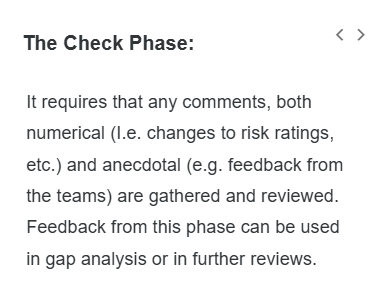 The Check Phase:
It requires that any comments, both
numerical (I.e. changes to risk ratings,
etc.) and anecdotal (e.g. feedback from
the teams) are gathered and reviewed.
Feedback from this phase can be used
in gap analysis or in further reviews.